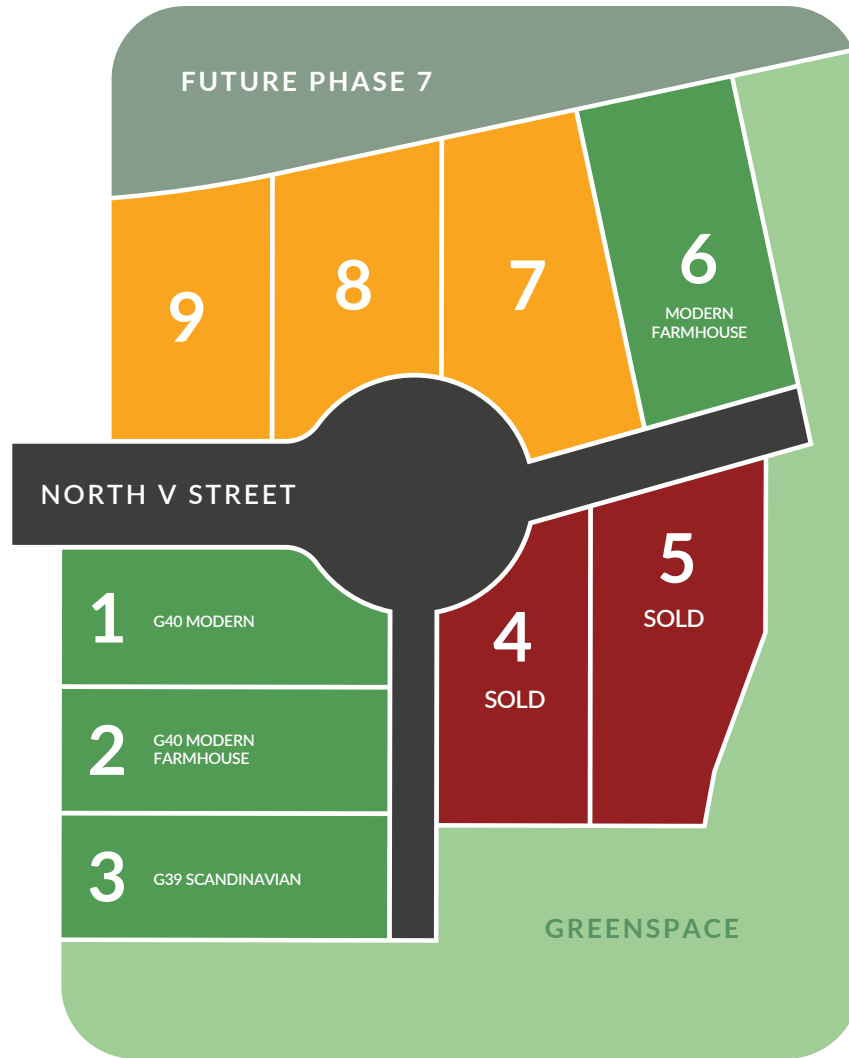 FUTURE PHASE 7
9
8
7
6
MODERN
FARMHOUSE
NORTH V STREET
1
G40 MODERN
2
G40 MODERN
FARMHOUSE
3
G39 SCANDINAVIAN
4
SOLD
5
SOLD
GREENSPACE